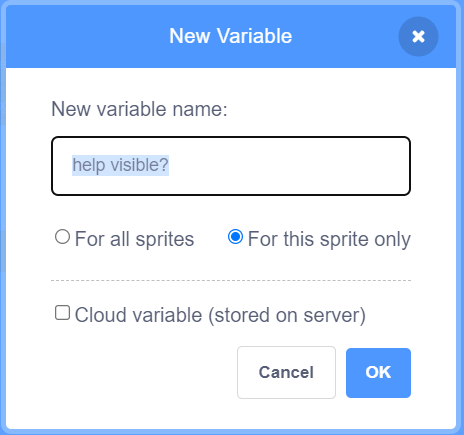 New Variable
New variable name:
help visible?
For all sprites
For this sprite only
Cloud variable (stored on server)
Cancel
OK